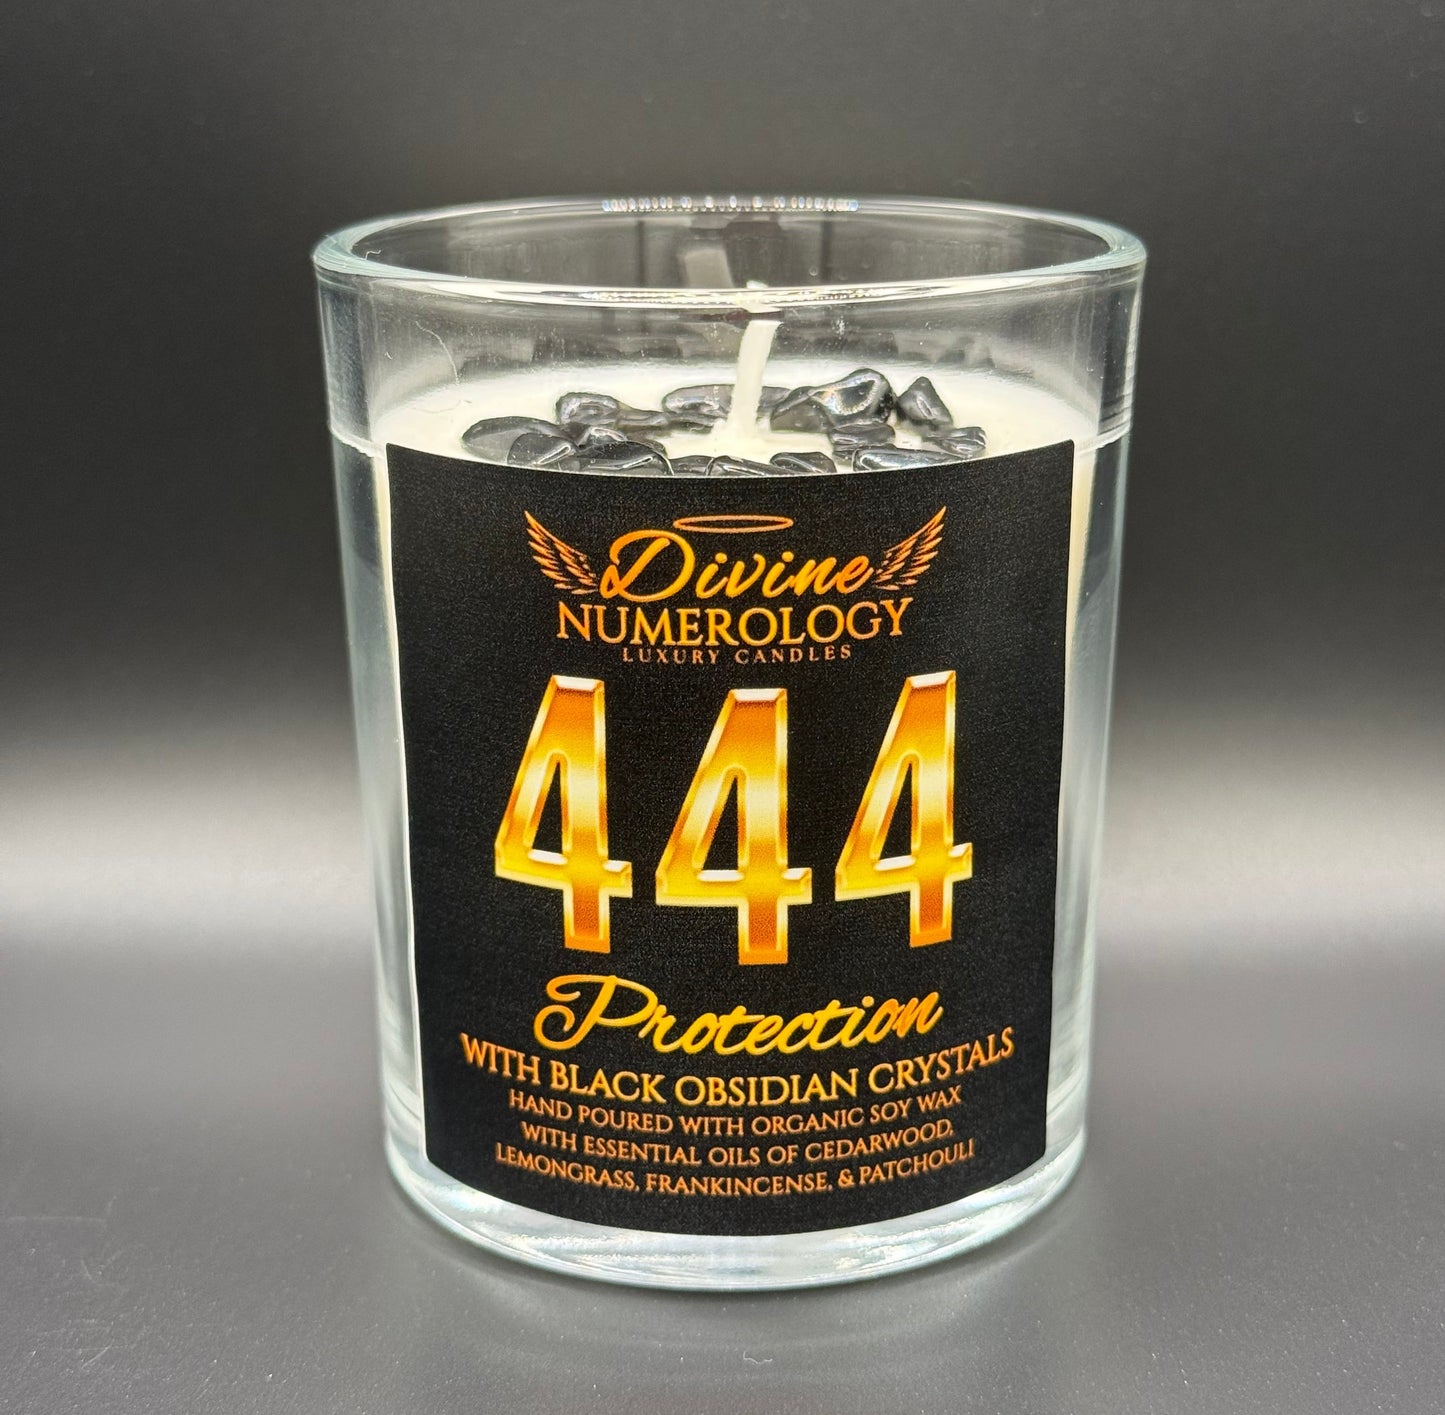 Divine
NUMEROLOGY
LUXURY CANDLES
444
Protection
WITH BLACK OBSIDIAN CRYSTALS
HAND POURED WITH ORGANIC SOY WAX
WITH ESSENTIAL OILS OF CEDARWOOD,
LEMONGRASS, FRANKINCENSE, & PATCHOULI